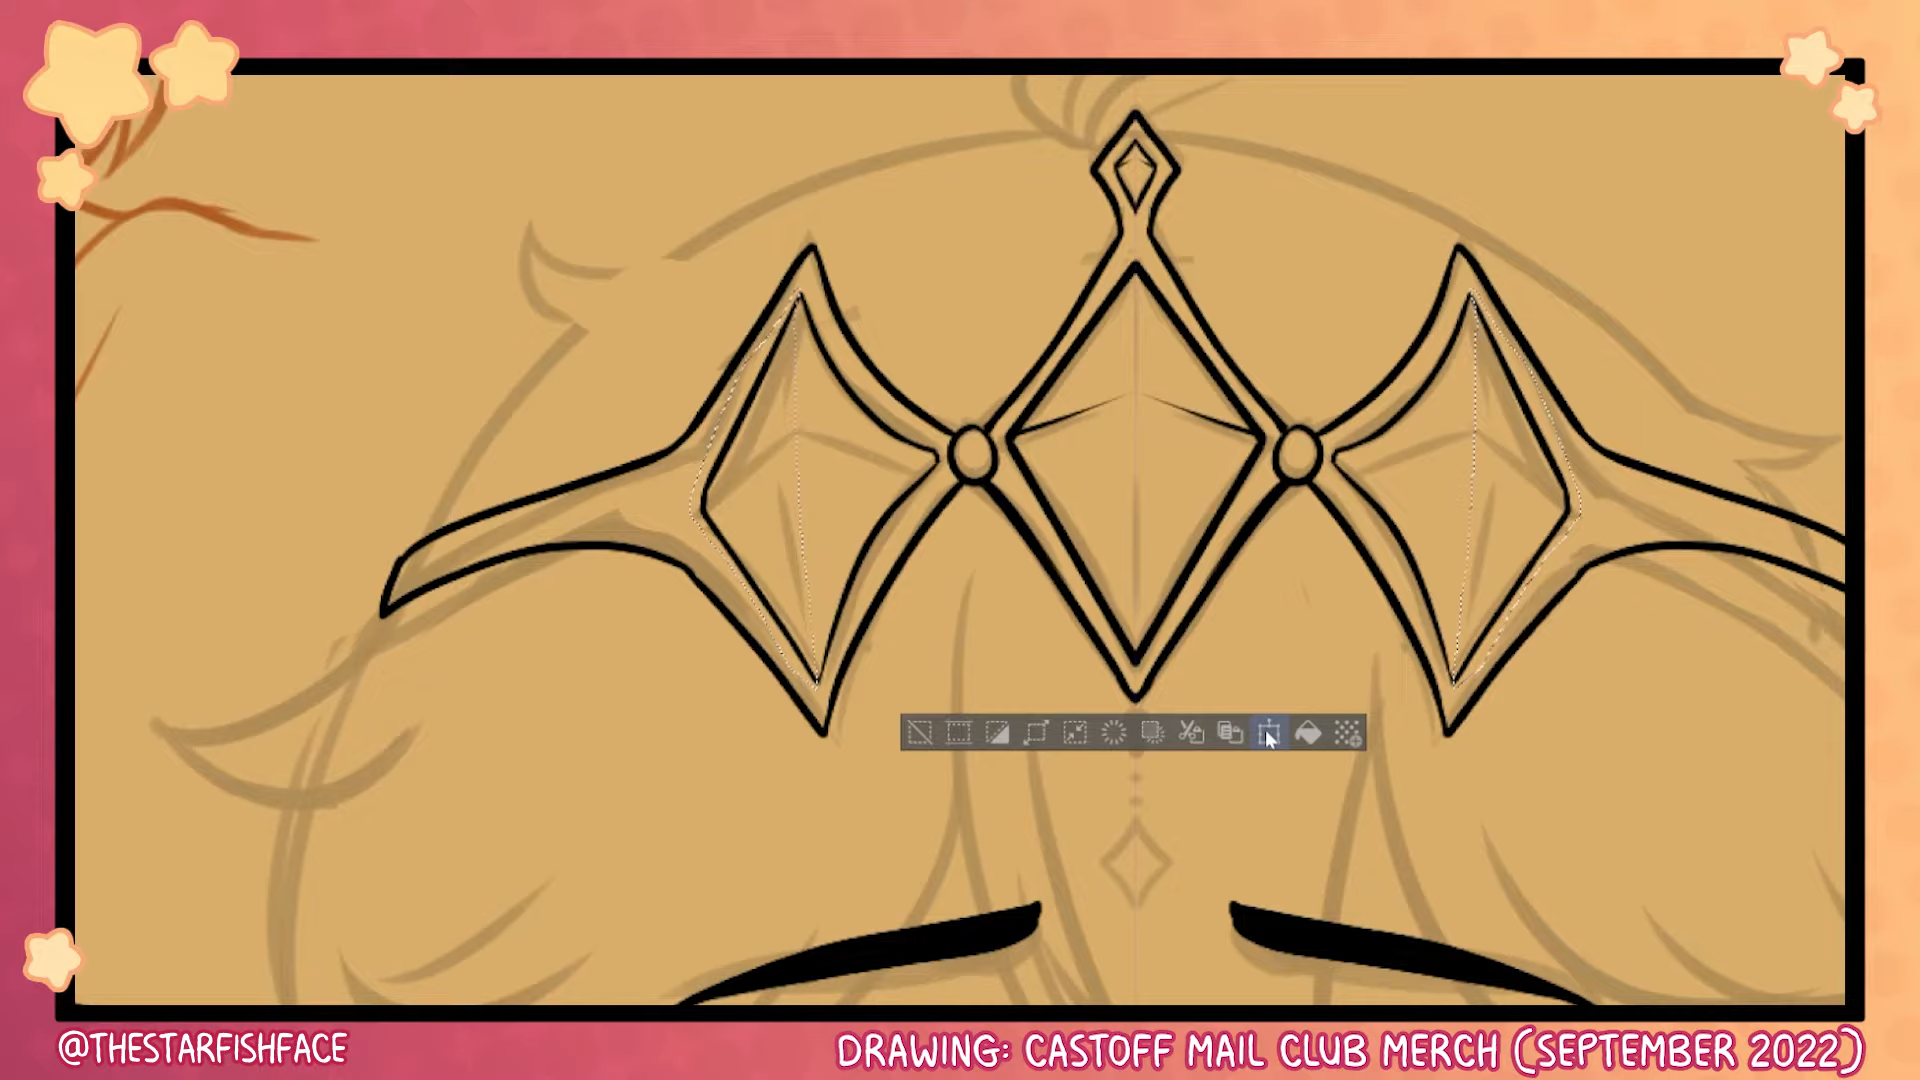 @THESTARFISHFACE
DRAWING: CASTOFF MAIL CLUB MERCH (SEPTEMBER 2022)